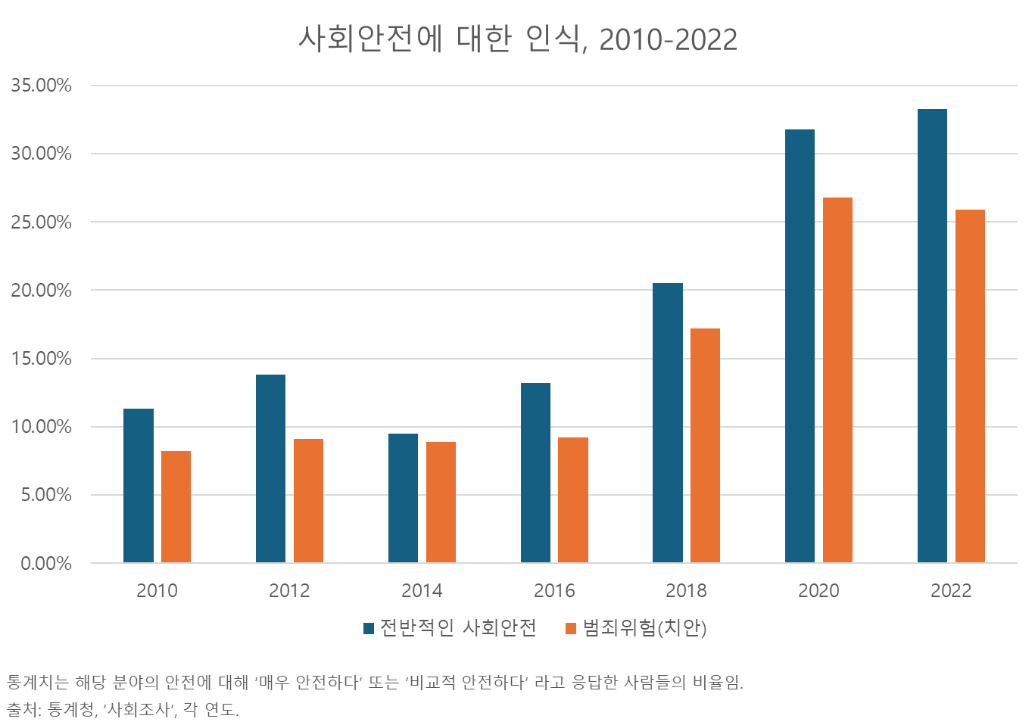 사회안전에 대한 인식, 2010-2022
35.00%
30.00%
25.00%
20.00%
15.00%
10.00%
5.00%
0.00%
2010 2012 2014 2016 2018 2020 2022
전반적인 사회안전 범죄위험(치안)
통계치는 해당 분야의 안전에 대해 ‘매우 안전하다’ 또는 ‘비교적 안전하다‘ 라고 응답한 사람들의 비율임.
출처: 통계청, ‘사회조사‘, 각 연도.